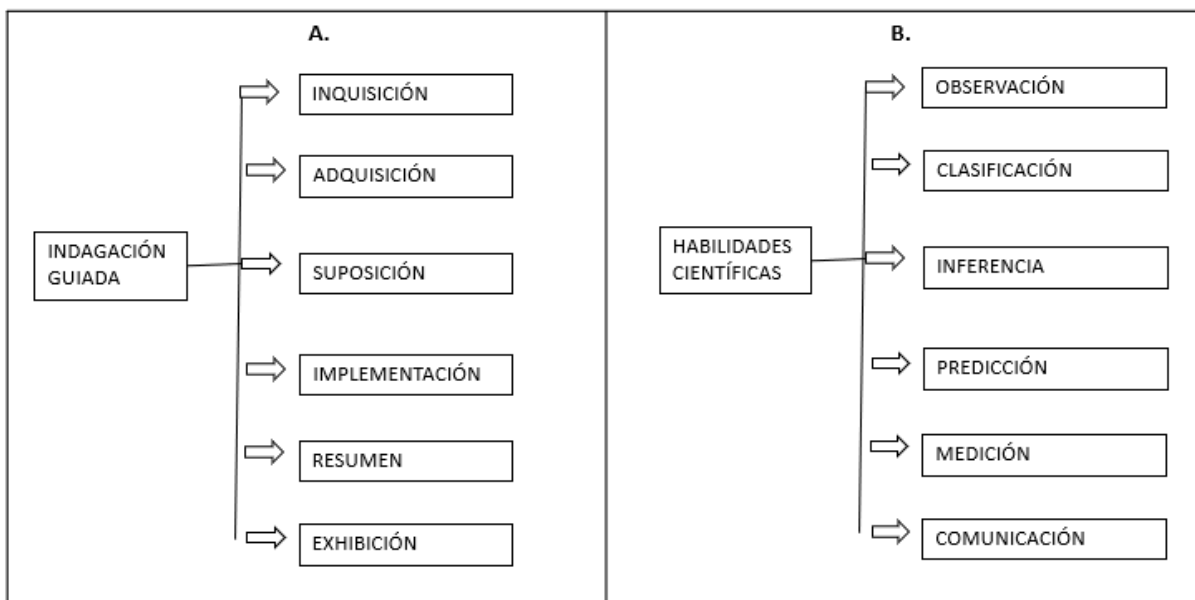 A.
INQUISICIÓN
ADQUISICIÓN
INDAGACIÓN
GUIADA
SUPOSICIÓN
IMPLEMENTACIÓN
RESUMEN
EXHIBICIÓN
B.
OBSERVACIÓN
CLASIFICACIÓN
HABILIDADES
CIENTÍFICAS
INFERENCIA
PREDICCIÓN
MEDICIÓN
COMUNICACIÓN